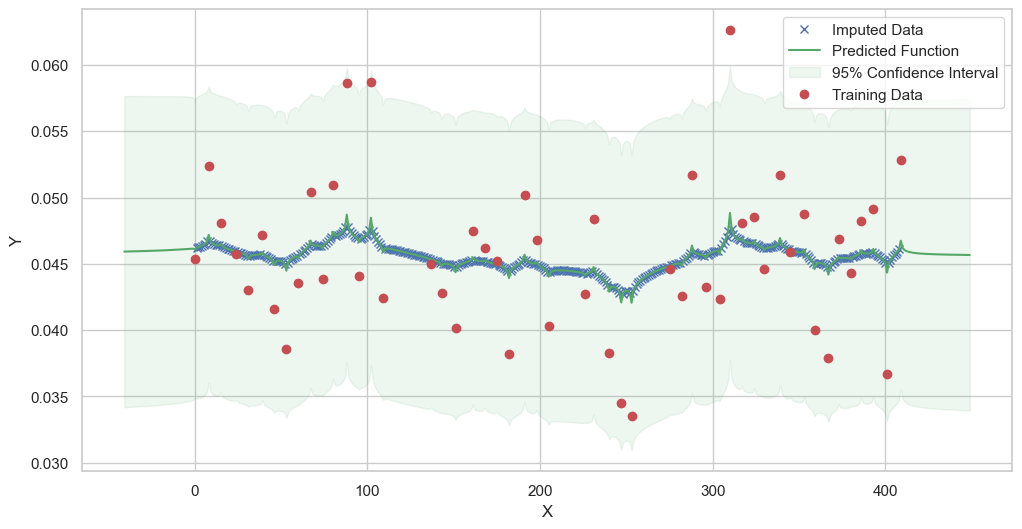 Imputed Data
Predicted Function
95% Confidence Interval
Training Data
Y
0.060
0.055
0.050
0.045
0.040
0.035
0.030
0
100
200
300
400
X